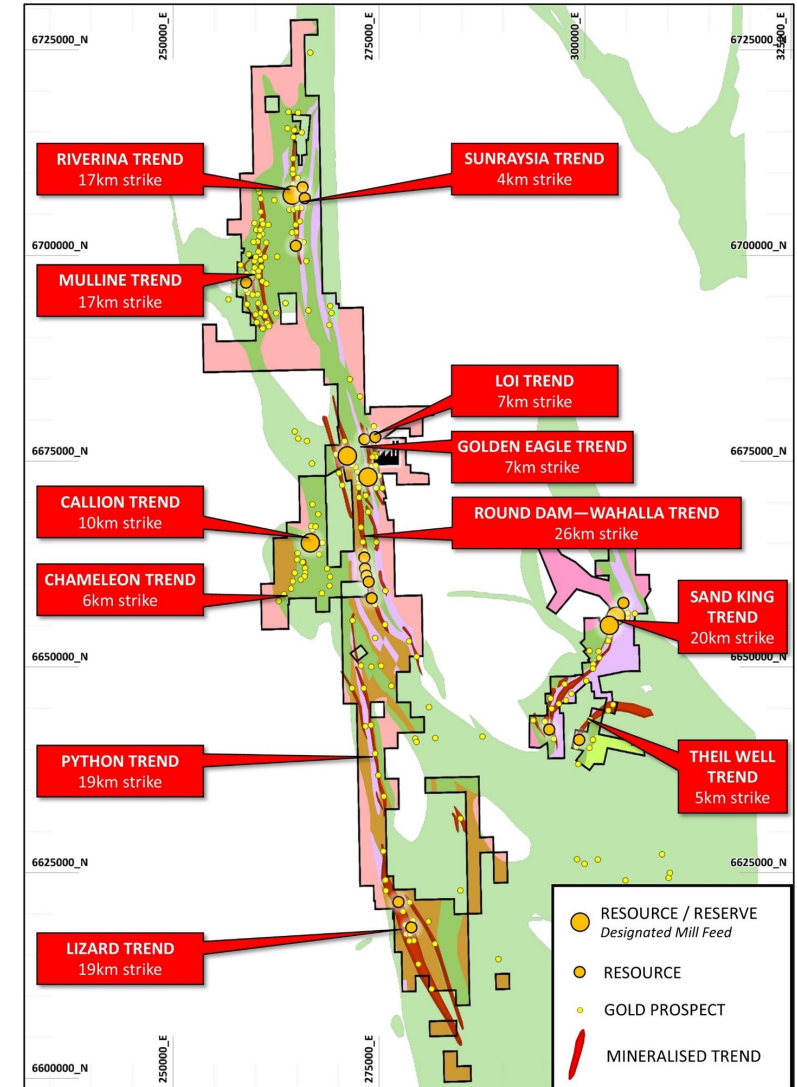 250000_E
275000_E
300000_E
325000_E
6725000_N
6725000_N
RIVERINA TREND
17km strike
SUNRAYSIA TREND
4km strike
6700000_N
6700000_N
MULLINE TREND
17km strike
LOI TREND
7km strike
GOLDEN EAGLE TREND
7km strike
6675000_N
6675000_N
CALLION TREND
10km strike
ROUND DAM—WAHALLA TREND
26km strike
CHAMELEON TREND
6km strike
SAND KING
TREND
20km strike
6650000_N
6650000_N
PYTHON TREND
19km strike
THEIL WELL
TREND
5km strike
6625000_N
6625000_N
LIZARD TREND
19km strike
RESOURCE / RESERVE
Designated Mill Feed
RESOURCE
GOLD PROSPECT
MINERALISED TREND
6600000_N
250000_E
275000_E